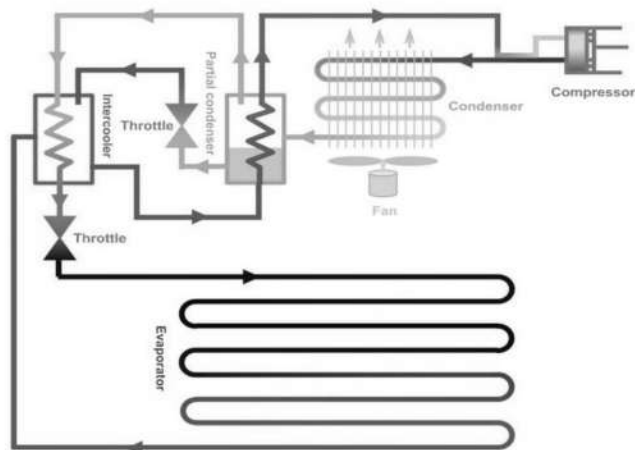 Compressor
Condenser
Fan
Partial condenser
Throttle
Intercooler
Throttle
Evaporator